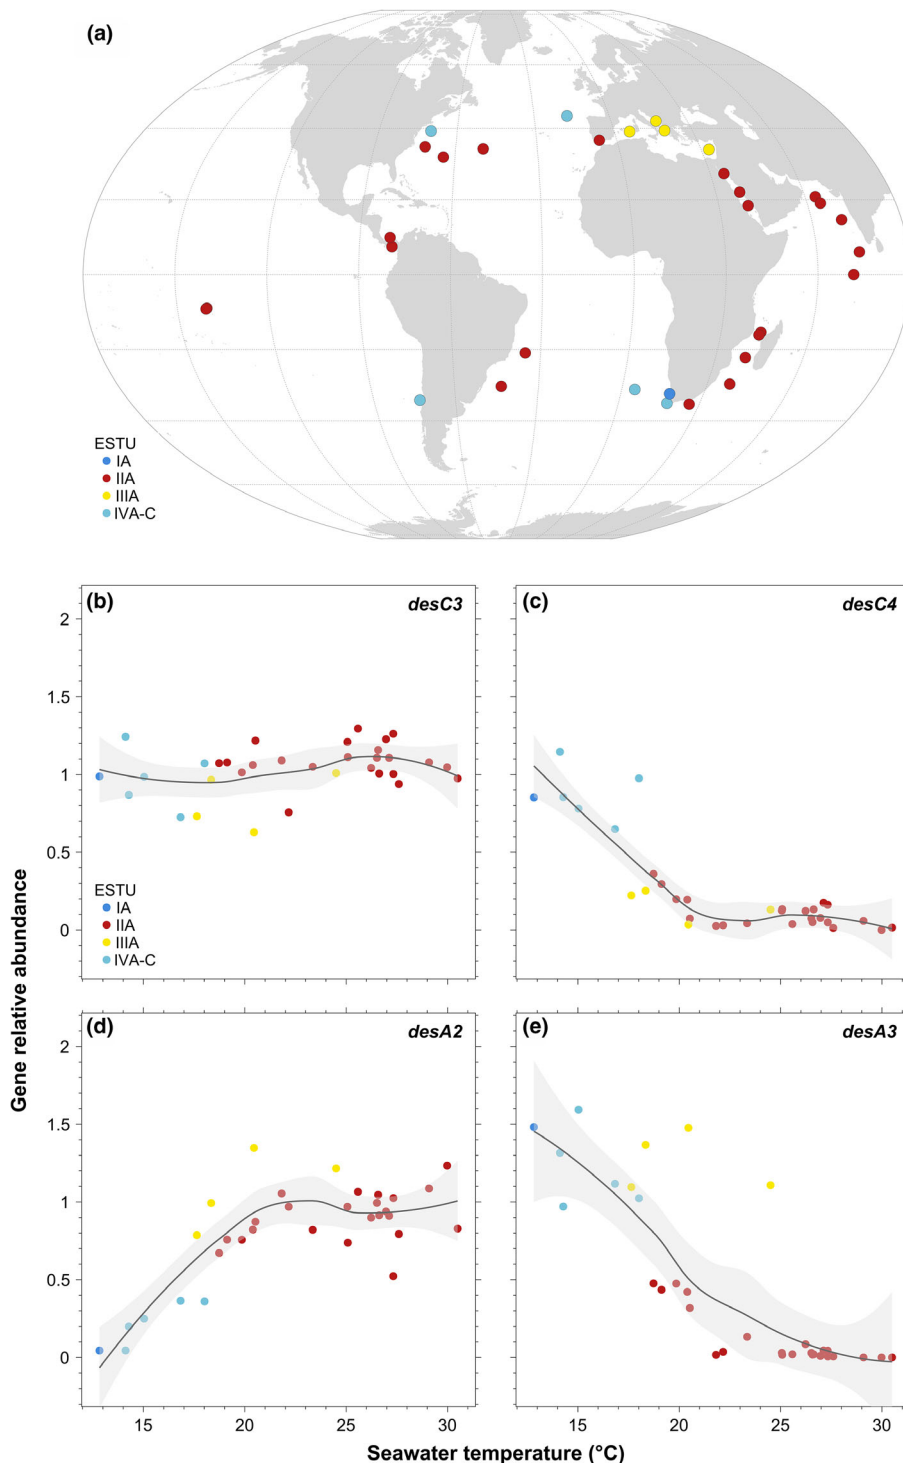 (a)
ESTU
IA
IIA
IIIA
IVA-C
(b)
desC3
(c)
desC4
2
1.5
1
0.5
0
ESTU
IA
IIA
IIIA
IVA-C
(d)
desA2
(e)
desA3
2
1.5
1
0.5
0
Gene relative abundance
15 20 25 30 15 20 25 30
Seawater temperature (°C)